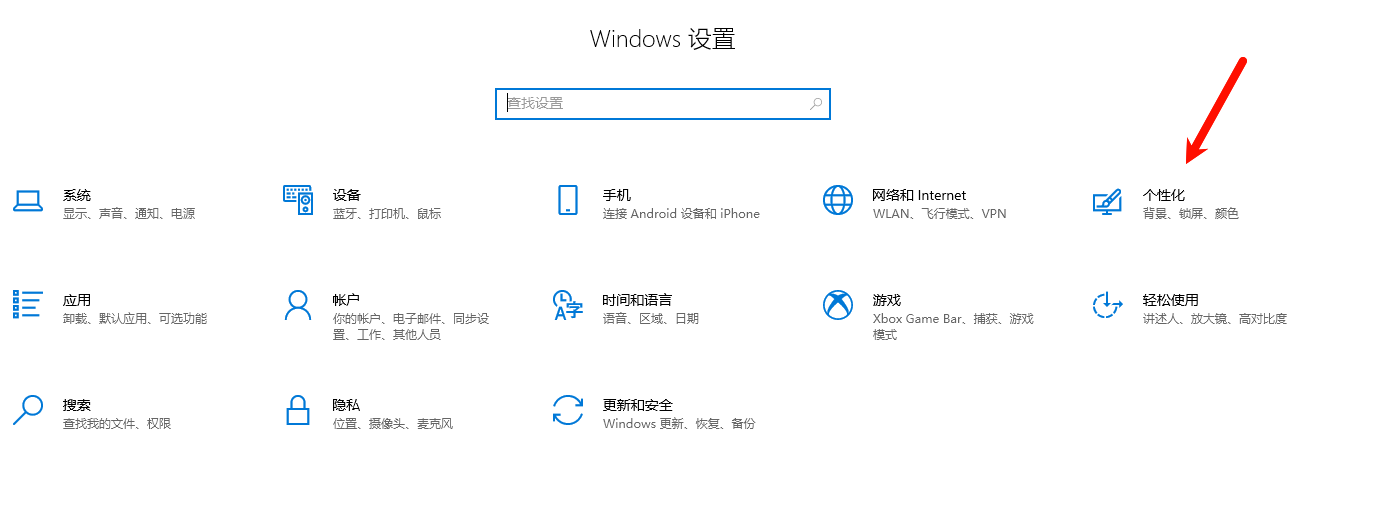 Windows 设置
查找设置
系统
显示、声音、通知、电源
设备
蓝牙、打印机、鼠标
手机
连接 Android 设备和 iPhone
网络和 Internet
WLAN、飞行模式、VPN
个性化
背景、锁屏、颜色
应用
卸载、默认应用、可选功能
帐户
你的帐户、电子邮件、同步设
置、工作、其他人员
时间和语言
语音、区域、日期
游戏
Xbox Game Bar、捕获、游戏
模式
轻松使用
讲述人、放大镜、高对比度
搜索
查找我的文件、权限
隐私
位置、摄像头、麦克风
更新和安全
Windows 更新、恢复、备份